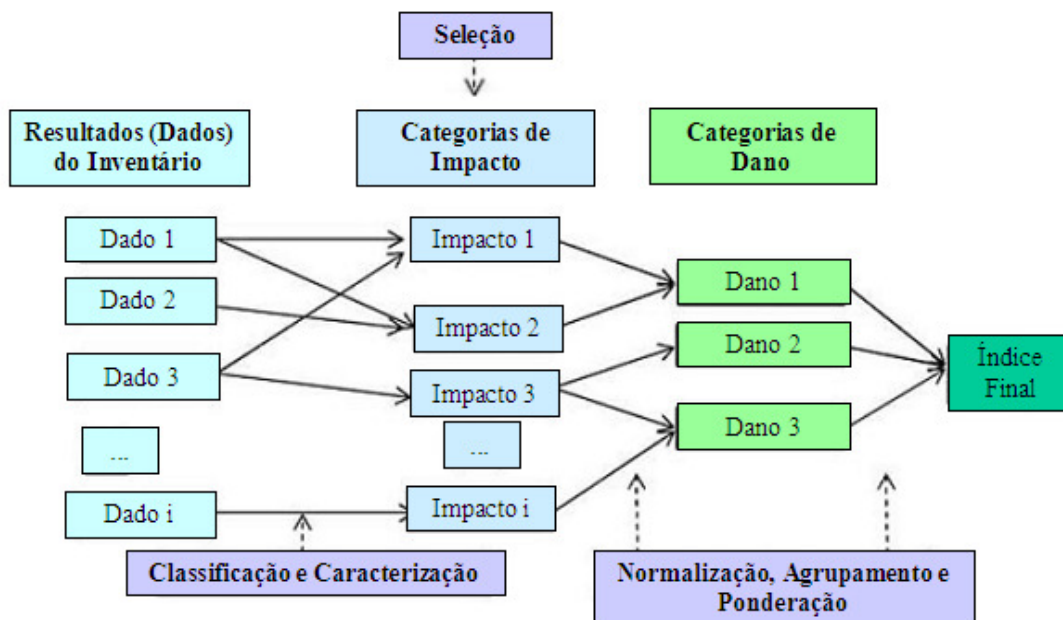 Seleção
Resultados (Dados)
do Inventário
Categorias de
Impacto
Categorias de
Dano
Dado 1
Dado 2
Dado 3
...
Dado i
Impacto 1
Impacto 2
Impacto 3
...
Impacto i
Dano 1
Dano 2
Dano 3
Índice
Final
Classificação e Caracterização
Normalização, Agrupamento e
Ponderação